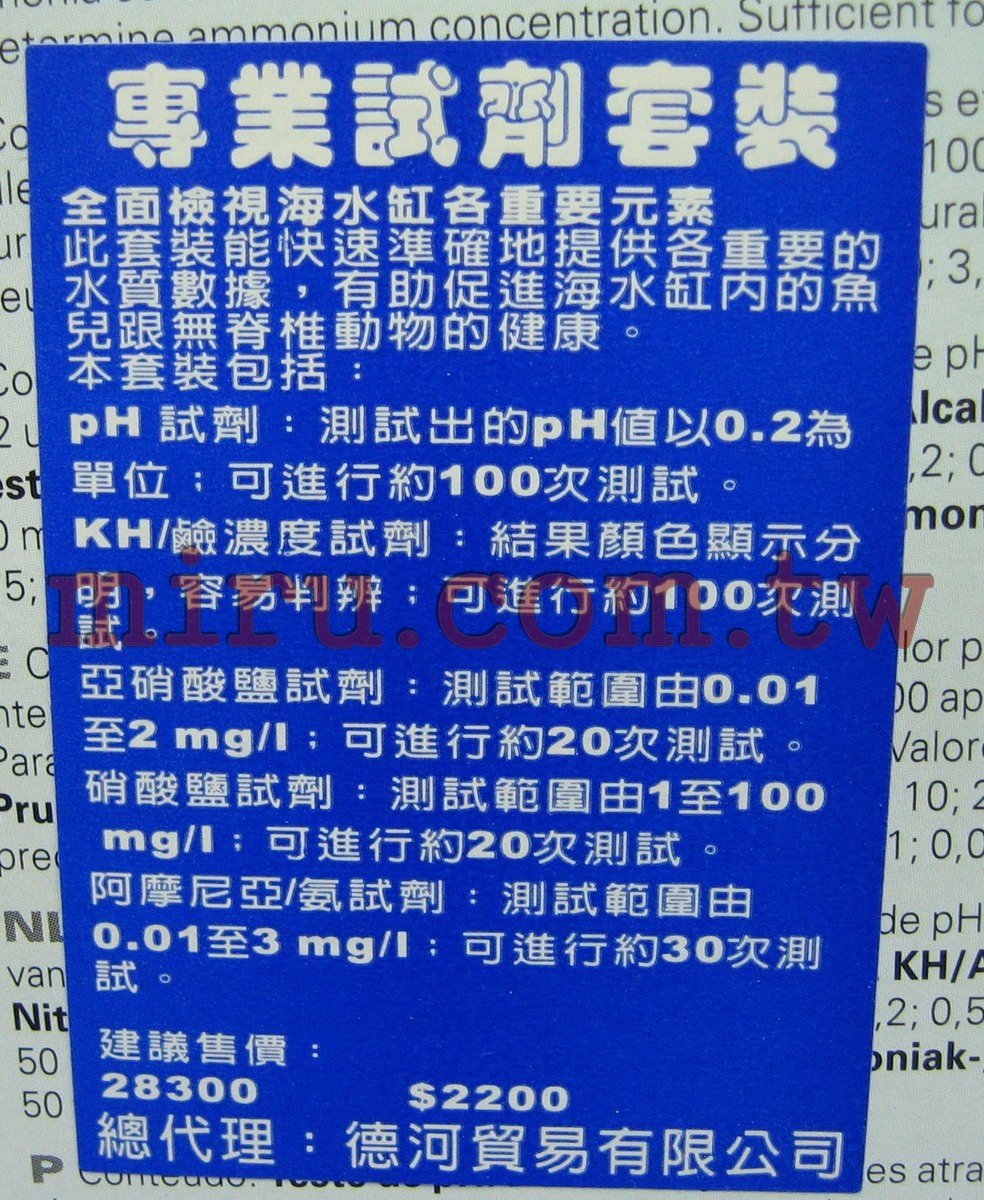 etermine ammonium concentration. Sufficient fo
專業試劑套裝
全面檢視海水缸各重要元素
此套裝能快速準確地提供各重要的
水質數據，有助促進海水缸內的魚
兒跟無脊椎動物的健康。
本套裝包括：
pH 試劑：測試出的pH值以0.2為
單位；可進行約100次測試。
KH/鹼濃度試劑：結果顏色顯示分
明，容易判辨；可進行約100次測
試。
miru.com.tw
亞硝酸鹽試劑：測試範圍由0.01
至2 mg/l；可進行約20次測試。
硝酸鹽試劑：測試範圍由1至100
mg/l；可進行約20次測試。
阿摩尼亞/氨試劑：測試範圍由
0.01至3 mg/l；可進行約30次測
試。
建議售價：
28300 $2200
總代理：德河貿易有限公司